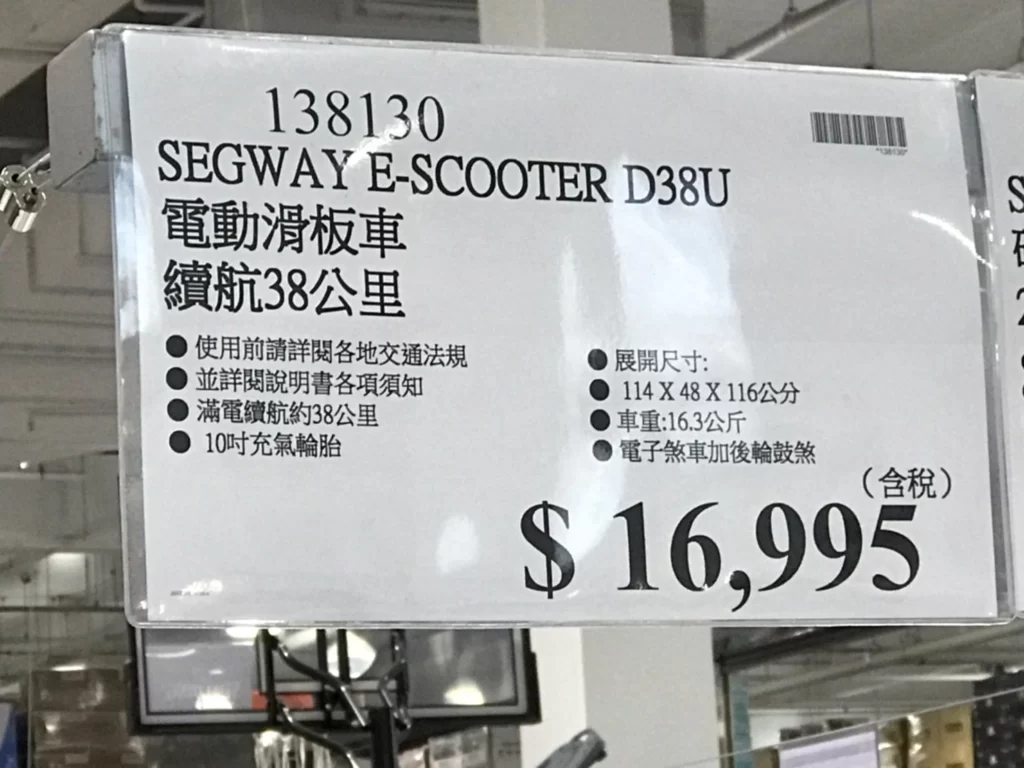 138130
*138130*
SEGWAY E-SCOOTER D38U
電動滑板車
續航38公里
● 使用前請詳閱各地交通法規
● 並詳閱說明書各項須知
● 滿電續航約38公里
● 10吋充氣輪胎
● 展開尺寸:
● 114 X 48 X 116公分
● 車重:16.3公斤
● 電子煞車加後輪鼓煞
（含稅）
$ 16,995
S
2